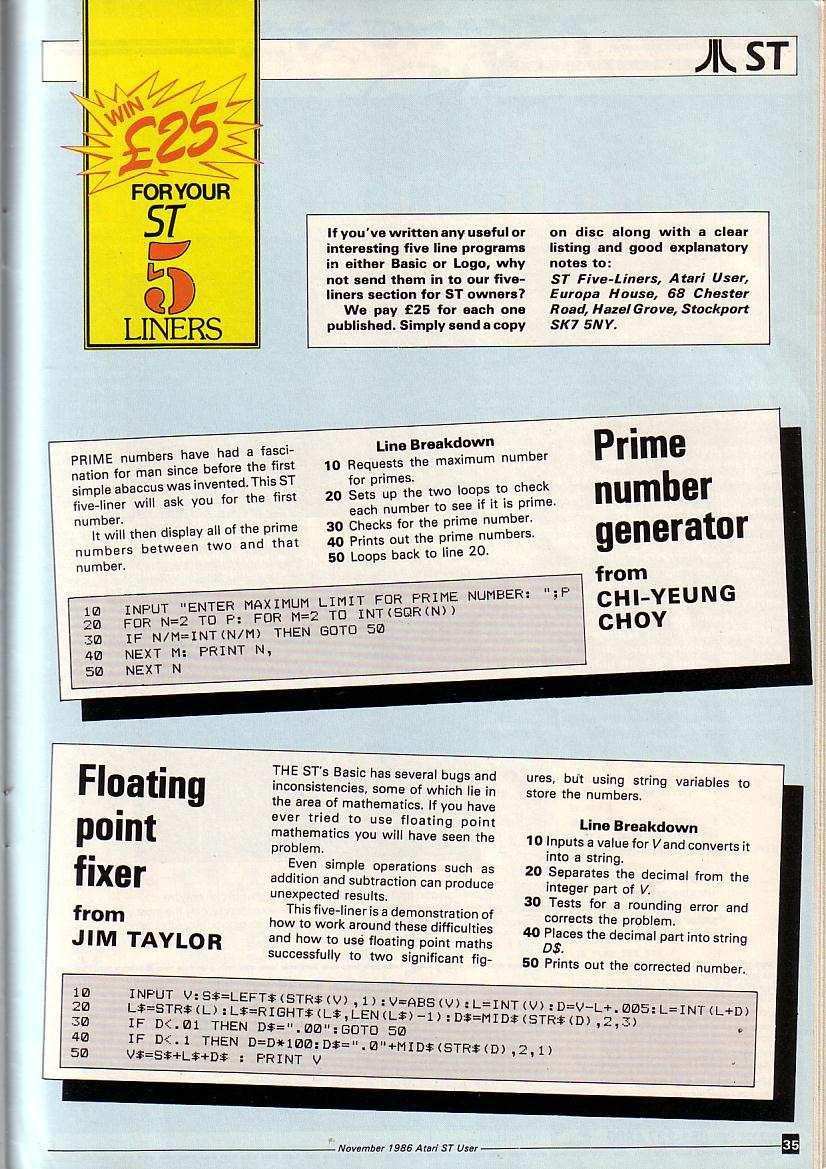 ST
WIN
£25
FOR YOUR
ST
5
LINERS
If you've written any useful or
interesting five line programs
in either Basic or Logo, why
not send them in to our five-
liners section for ST owners?
We pay £25 for each one
published. Simply send a copy
on disc along with a clear
listing and good explanatory
notes to:
ST Five-Liners, Atari User,
Europa House, 68 Chester
Road, Hazel Grove, Stockport
SK7 5NY.
PRIME numbers have had a fasci-
nation for man since before the first
simple abaccus was invented. This ST
five-liner will ask you for the first
number.
It will then display all of the prime
numbers between two and that
number.
Line Breakdown
10 Requests the maximum number
for primes.
20 Sets up the two loops to check
each number to see if it is prime.
30 Checks for the prime number.
40 Prints out the prime numbers.
50 Loops back to line 20.
Prime
number
generator
from
CHI-YEUNG
CHOY
10 INPUT "ENTER MAXIMUM LIMIT FOR PRIME NUMBER: ";P
20 FOR N=2 TO P: FOR M=2 TO INT(SQR(N))
30 IF N/M=INT(N/M) THEN GOTO 50
40 NEXT M: PRINT N,
50 NEXT N
Floating
point
fixer
from
JIM TAYLOR
THE ST's Basic has several bugs and
inconsistencies, some of which lie in
the area of mathematics. If you have
ever tried to use floating point
mathematics you will have seen the
problem.
Even simple operations such as
addition and subtraction can produce
unexpected results.
This five-liner is a demonstration of
how to work around these difficulties
and how to use floating point maths
successfully to two significant fig-
ures, but using string variables to
store the numbers.
Line Breakdown
10 Inputs a value for V and converts it
into a string.
20 Separates the decimal from the
integer part of V.
30 Tests for a rounding error and
corrects the problem.
40 Places the decimal part into string
D$.
50 Prints out the corrected number.
10 INPUT V:S$=LEFT$(STR$(V),1):V=ABS(V):L=INT(V):D=V-L+.005:L=INT(L+D)
20 L$=STR$(L):L$=RIGHT$(L$,LEN(L$)-1):D$=MID$(STR$(D),2,3)
30 IF D<.01 THEN D$=".00":GOTO 50
40 IF D<.1 THEN D=D*100:D$=".0"+MID$(STR$(D),2,1)
50 V$=S$+L$+D$ : PRINT V
November 1986 Atari ST User
35